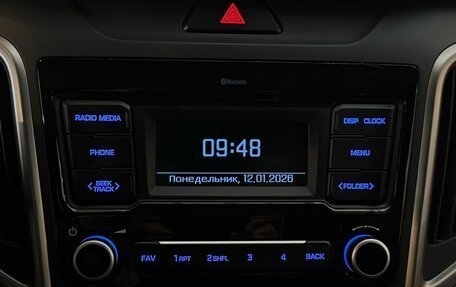 Bluetooth
RADIO MEDIA
DISP CLOCK
09:48
PHONE
MENU
Понедельник, 12.01.2026
SEEK
TRACK
FOLDER
FAV 1 RPT 2 SHFL 3 4 BACK